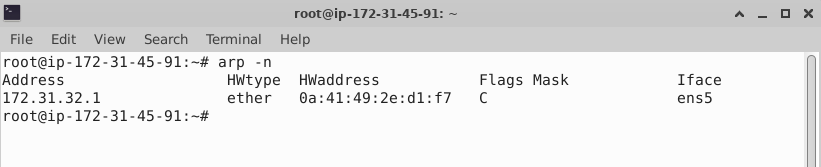 root@ip-172-31-45-91: ~
File Edit View Search Terminal Help
root@ip-172-31-45-91:~# arp -n
Address                  HWtype  HWaddress           Flags Mask            Iface
172.31.32.1              ether   0a:41:49:2e:d1:f7   C                     ens5
root@ip-172-31-45-91:~#